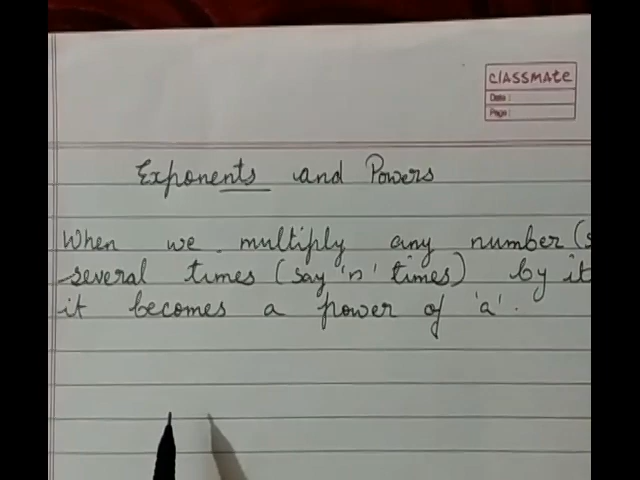 classmate
Date :
Page :
Exponents and Powers
When we multiply any number (
several times (say 'n' times) by it
it becomes a power of 'a'.